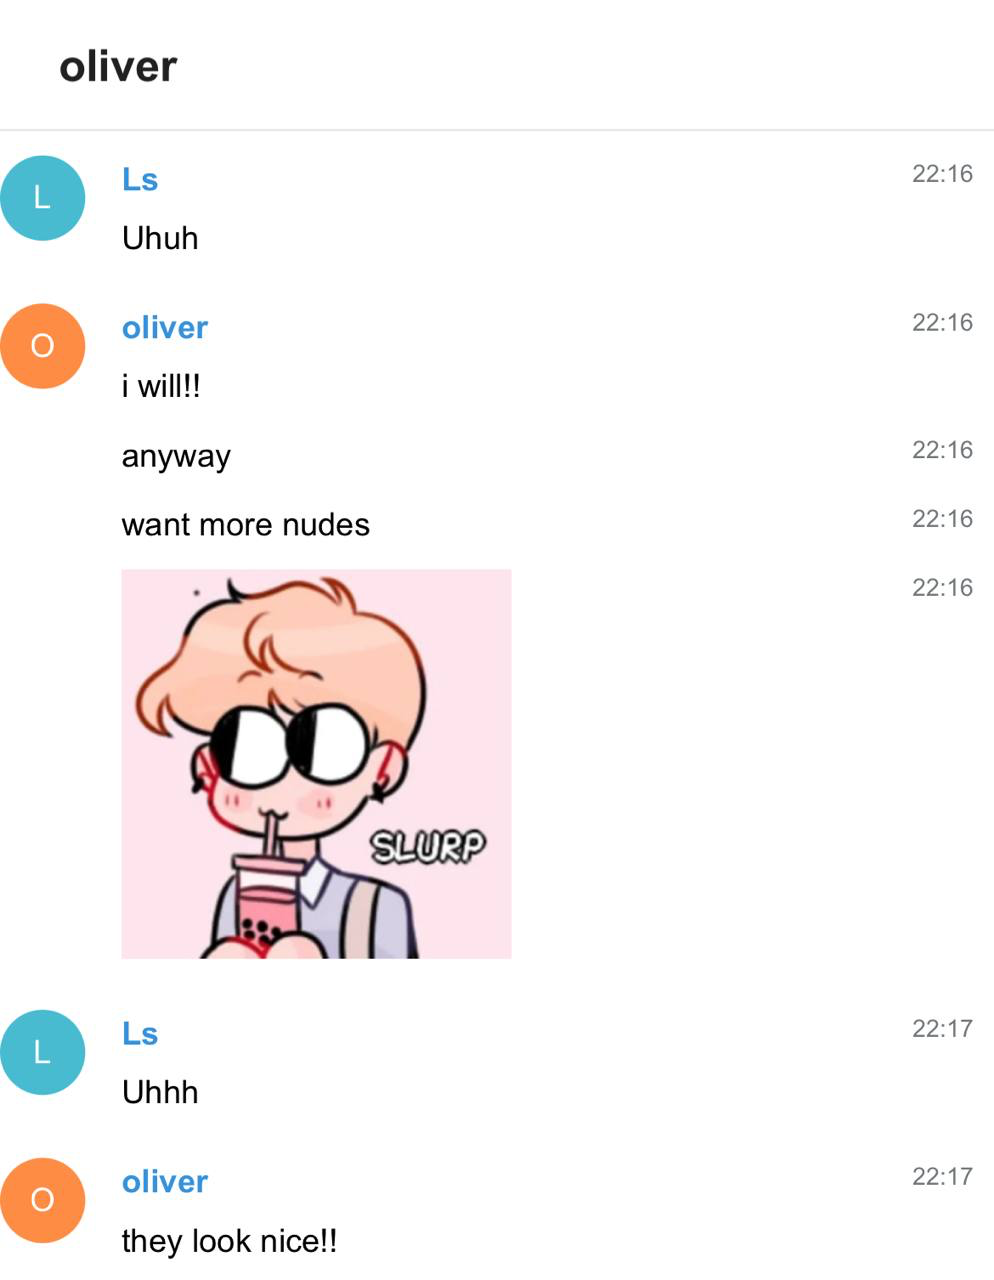 oliver
L
Ls
22:16
Uhuh
O
oliver
22:16
i will!!
anyway
22:16
want more nudes
22:16
22:16
SLURP
L
Ls
22:17
Uhhh
O
oliver
22:17
they look nice!!